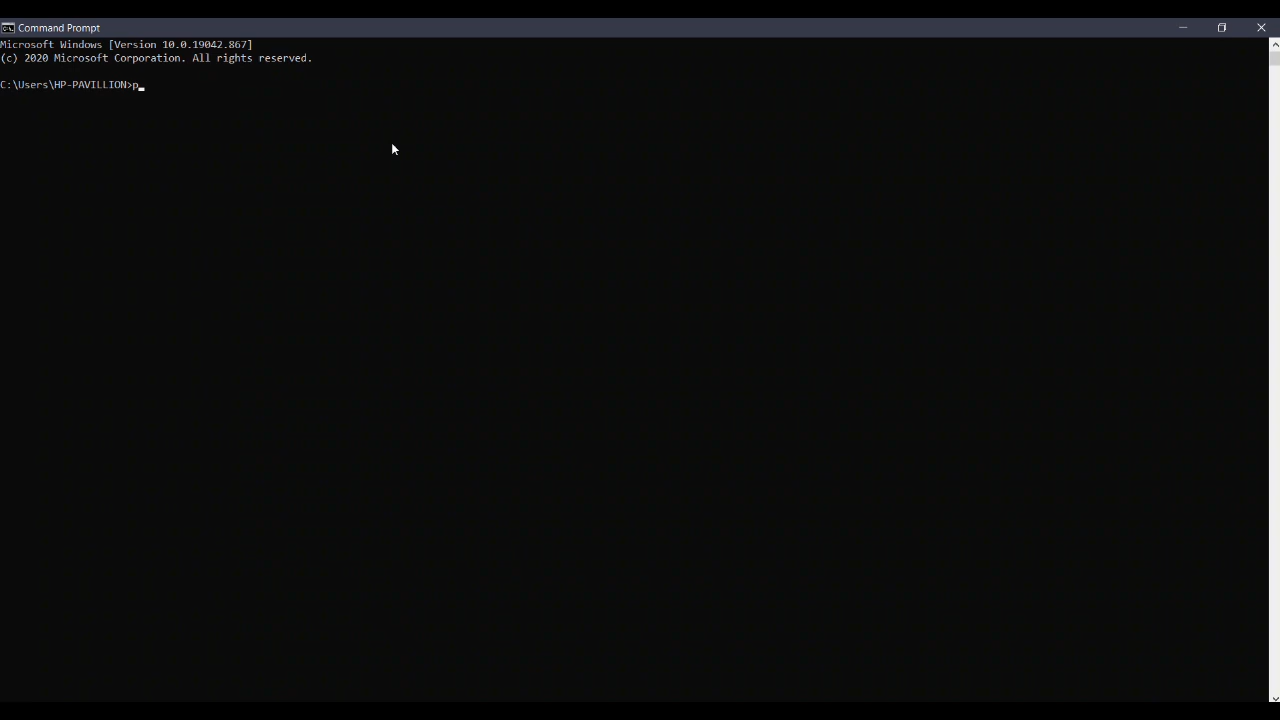 Command Prompt
Microsoft Windows [Version 10.0.19042.867]
(c) 2020 Microsoft Corporation. All rights reserved.
C:\Users\HP-PAVILLION>p